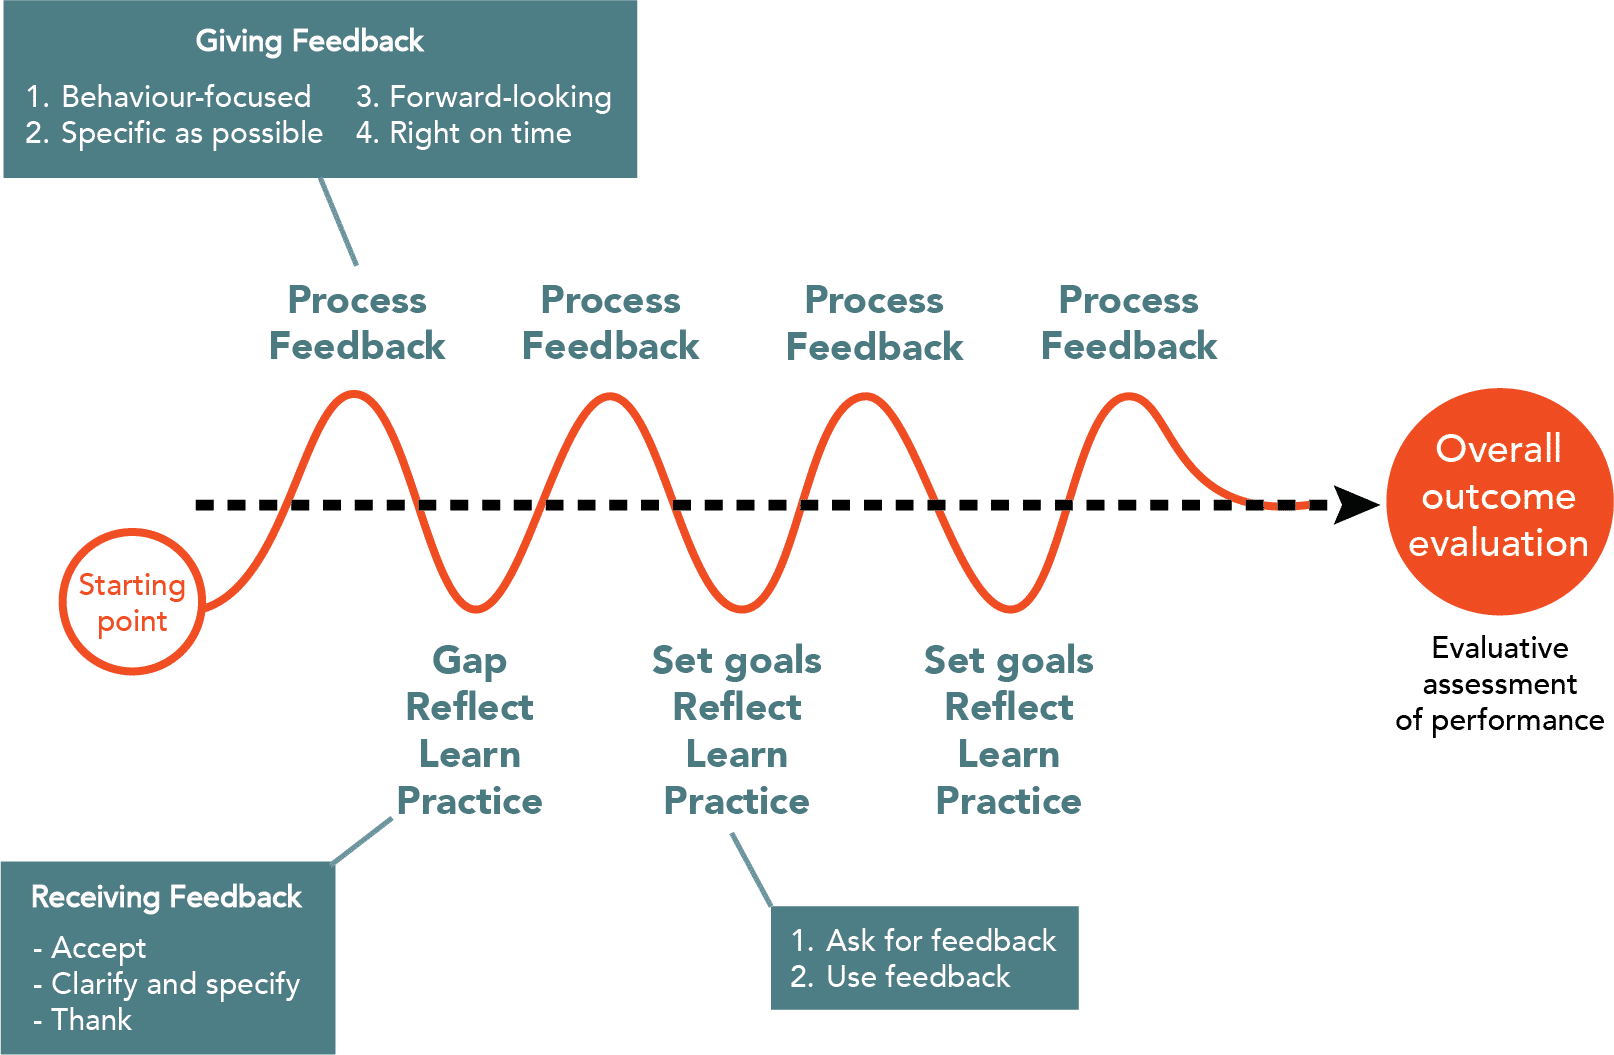 Giving Feedback
1. Behaviour-focused
2. Specific as possible
3. Forward-looking
4. Right on time
Process
Feedback
Process
Feedback
Process
Feedback
Process
Feedback
Starting
point
Overall
outcome
evaluation
Evaluative
assessment
of performance
Gap
Reflect
Learn
Practice
Set goals
Reflect
Learn
Practice
Set goals
Reflect
Learn
Practice
Receiving Feedback
- Accept
- Clarify and specify
- Thank
1. Ask for feedback
2. Use feedback